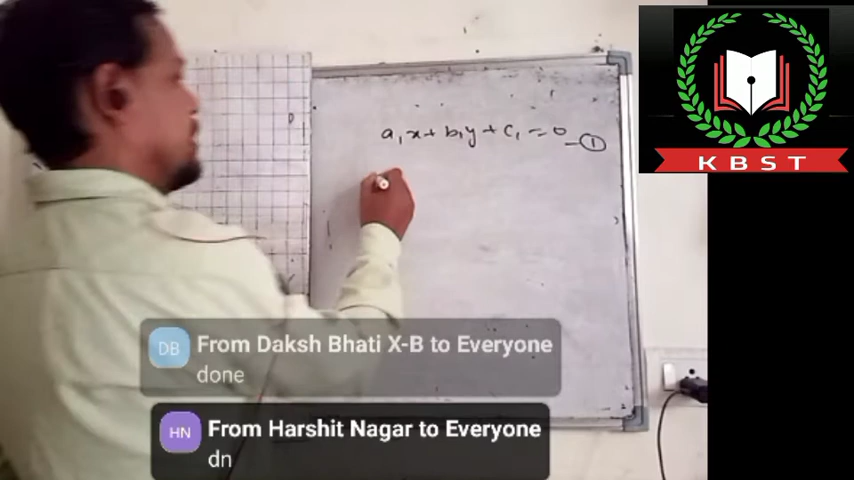 a₁x + b₁y + c₁ = 0 — ①
KBST
DB
From Daksh Bhati X-B to Everyone
done
HN
From Harshit Nagar to Everyone
dn